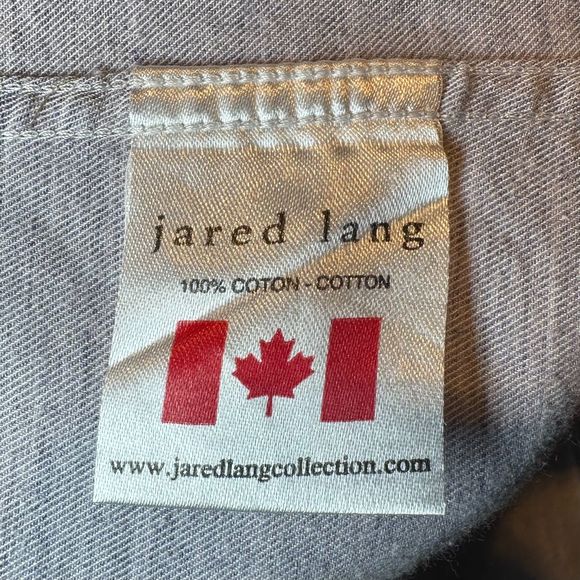 jared lang
100% COTON - COTTON
www.jaredlangcollection.com